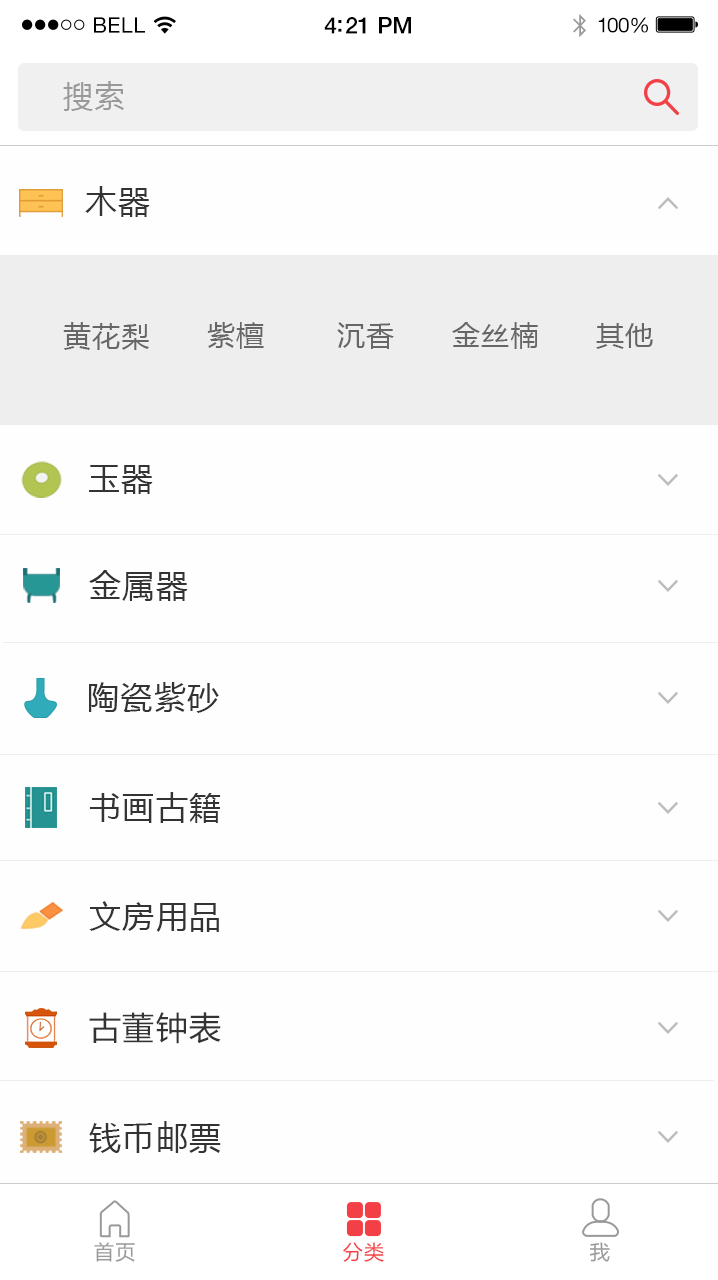 ●●●○○ BELL 4:21 PM 100%
搜索
木器
黄花梨 紫檀 沉香 金丝楠 其他
玉器
金属器
陶瓷紫砂
书画古籍
文房用品
古董钟表
钱币邮票
首页 分类 我